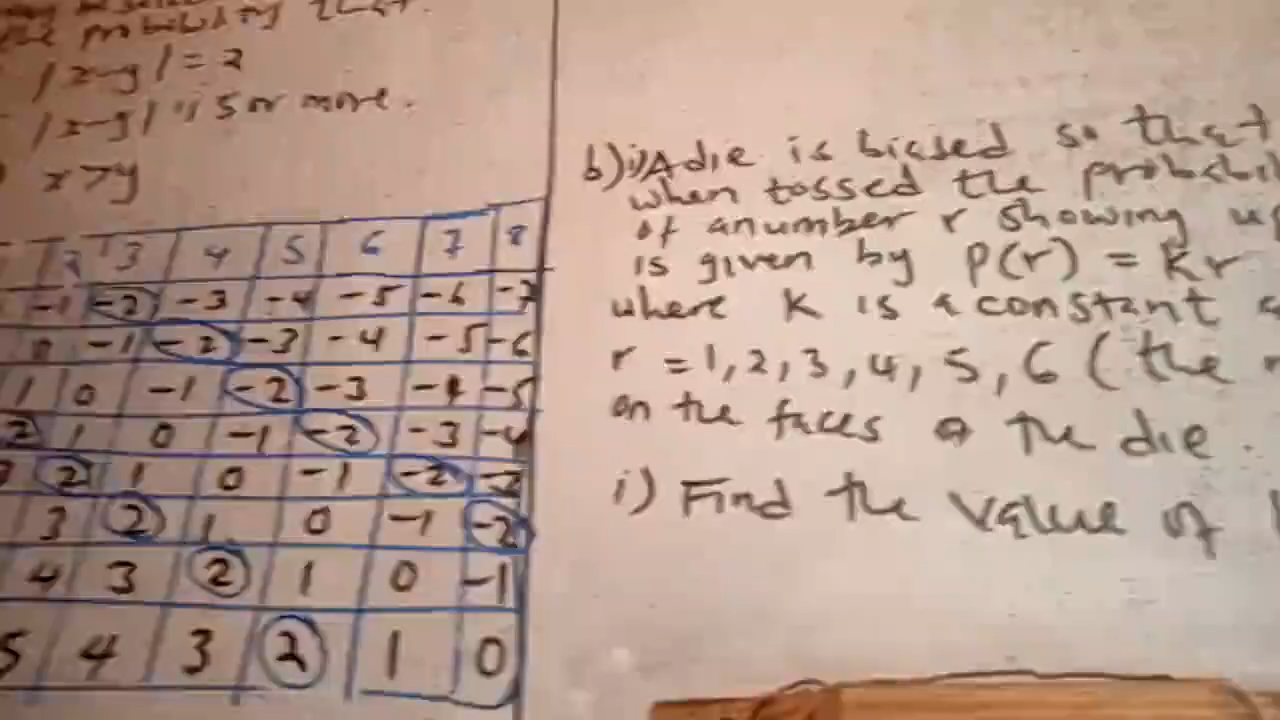 the probability that
|x-y| = 2
|x-y| is 5 or more.
x > y
2 3 4 5 6 7 8
-1 -2 -3 -4 -5 -6 -7
0 -1 -2 -3 -4 -5 -6
1 0 -1 -2 -3 -4 -5
2 1 0 -1 -2 -3 -4
2 1 0 -1 -2
3 2 1 0 -1 -2
4 3 2 1 0 -1
5 4 3 2 1 0
b) i) A die is biased so that
when tossed the
of a number r showing
is given by p(r) = kr
where k is a constant
r = 1, 2, 3, 4, 5, 6 (the
on the faces of the die.
i) Find the value of